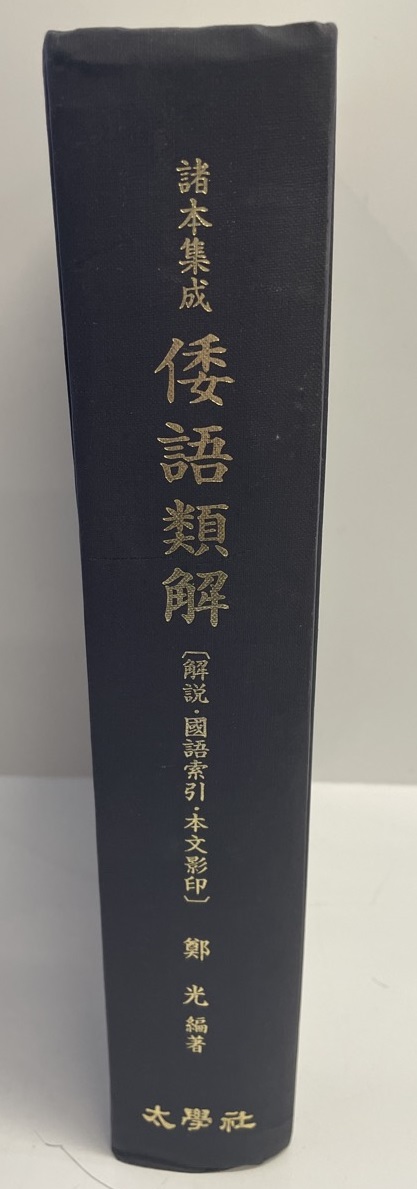 諸本集成
倭語類解
〔解説·國語索引·本文影印〕
鄭光 編著
太學社